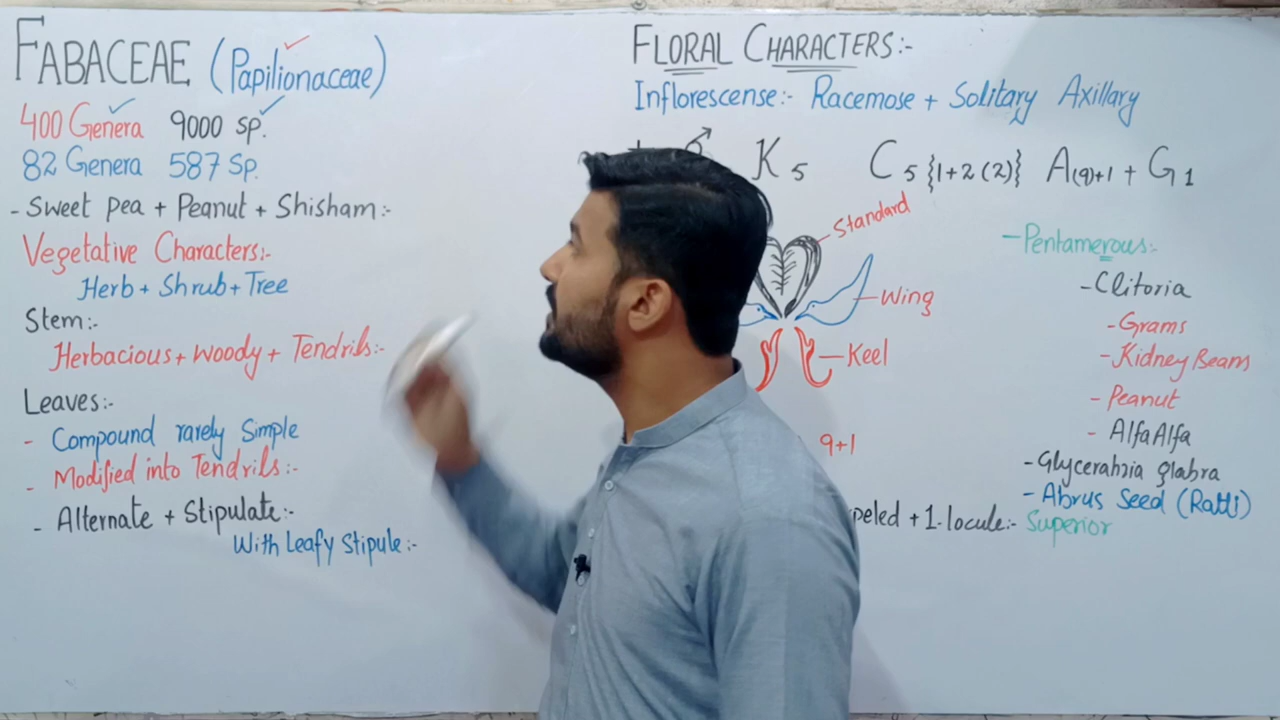 FABACEAE (Papilionaceae)
400 Genera 9000 sp.
82 Genera 587 Sp.
- Sweet pea + Peanut + Shisham:-
Vegetative Characters:-
Herb + Shrub + Tree
Stem:-
Herbacious + woody + Tendrils:-
Leaves:-
- Compound rarely Simple
- Modified into Tendrils:-
- Alternate + Stipulate:-
With Leafy Stipule:-
FLORAL CHARACTERS:-
Inflorescense:- Racemose + Solitary Axillary
K5 C5{1+2(2)} A(9)+1 + G1
Standard
Wing
Keel
9+1
peled + 1-locule:- Superior
- Pentamerous:-
- Clitoria
- Grams
- Kidney Beans
- Peanut
- AlfaAlfa
- Glycerahzia glabra
- Abrus Seed (Ratti)